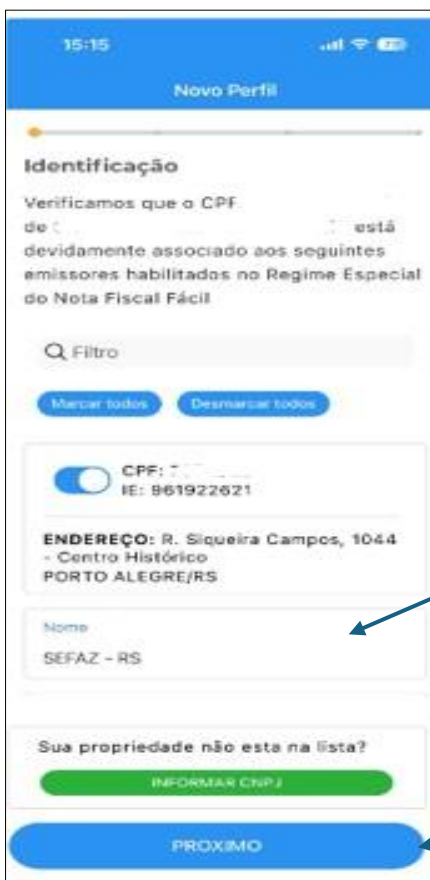 15:15
Novo Perfil
Identificação
Verificamos que o CPF
de está
devidamente associado aos seguintes
emissores habilitados no Regime Especial
do Nota Fiscal Fácil
Filtro
Marcar todos Desmarcar todos
CPF:
IE: 961922621
ENDEREÇO: R. Siqueira Campos, 1044
- Centro Histórico
PORTO ALEGRE/RS
Nome
SEFAZ - RS
Sua propriedade não esta na lista?
INFORMAR CNPJ
PROXIMO